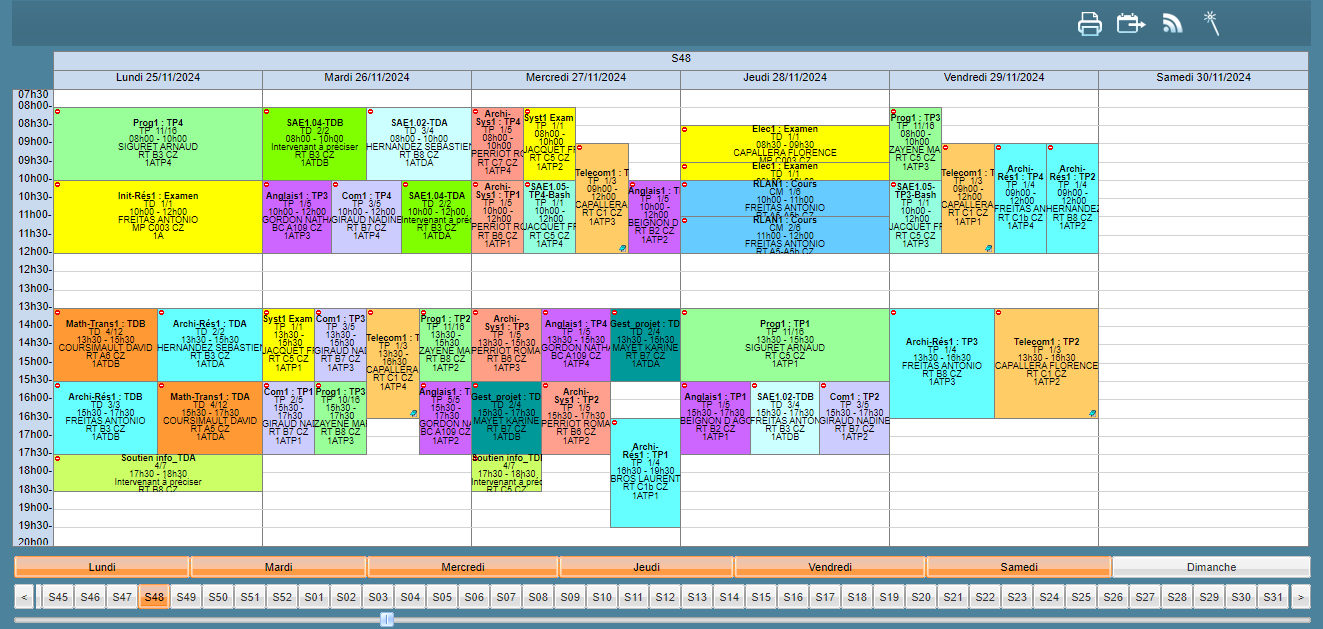 S48
Lundi 25/11/2024
Mardi 26/11/2024
Mercredi 27/11/2024
Jeudi 28/11/2024
Vendredi 29/11/2024
Samedi 30/11/2024
07h30
08h00
08h30
09h00
09h30
10h00
10h30
11h00
11h30
12h00
12h30
13h00
13h30
14h00
14h30
15h00
15h30
16h00
16h30
17h00
17h30
18h00
18h30
19h00
19h30
20h00
Prog1 : TP4
TP 11/16
08h00 - 10h00
SIGURET ARNAUD
RT B3 CZ
1ATP4
Init-Rés1 : Examen
TD 1/1
10h00 - 12h00
FREITAS ANTONIO
MP C003 CZ
1A
Math-Trans1 : TDB
TD 4/12
13h30 - 15h30
COURSIMAULT DAVID
RT A6 CZ
1ATDB
Archi-Rés1 : TDA
TD 2/2
13h30 - 15h30
HERNANDEZ SEBASTIEN
RT B3 CZ
1ATDA
Archi-Rés1 : TDB
TD 3/3
15h30 - 17h30
FREITAS ANTONIO
RT B3 CZ
1ATDB
Math-Trans1 : TDA
TD 4/12
15h30 - 17h30
COURSIMAULT DAVID
RT A5 CZ
1ATDA
Soutien info_TDA
4/7
17h30 - 18h30
Intervenant à préciser
RT B8 CZ
SAE1.04-TDB
TD 2/2
08h00 - 10h00
Intervenant à préciser
RT B3 CZ
1ATDB
SAE1.02-TDA
TD 3/4
08h00 - 10h00
HERNANDEZ SEBASTIEN
RT B8 CZ
1ATDA
Anglais1 : TP3
TP 1/5
10h00 - 12h00
GORDON NATHA
BC A109 CZ
1ATP3
Com1 : TP4
TP 3/5
10h00 - 12h00
GIRAUD NADINE
RT B7 CZ
1ATP4
SAE1.04-TDA
TD 2/2
10h00 - 12h00
Intervenant à préc
RT B3 CZ
1ATDA
Syst1 Exam
TP 1/1
13h30 -
15h30
JACQUET F
RT C5 CZ
1ATP1
Com1 : TP3
TP 3/5
13h30 -
15h30
GIRAUD NAD
RT B7 CZ
1ATP3
Telecom1 : T
TP 1/3
13h30 -
16h30
CAPALLERA
RT C1 CZ
1ATP4
Prog1 : TP2
TP 11/16
13h30 -
15h30
ZAYENE MA
RT B8 CZ
1ATP2
Com1 : TP1
TP 2/5
15h30 -
17h30
GIRAUD NAD
RT B7 CZ
1ATP1
Prog1 : TP3
TP 10/16
15h30 -
17h30
ZAYENE MA
RT B8 CZ
1ATP3
Anglais1 : T
TP 5/5
15h30 -
17h30
GORDON N
BC A109 CZ
1ATP2
Archi-
Sys1 : TP4
TP 1/5
08h00 -
10h00
PERRIOT RO
RT C7 CZ
1ATP4
Syst1 Exam
TP 1/1
08h00 -
10h00
JACQUET F
RT C5 CZ
1ATP2
Telecom1 : T
TP 1/3
09h00 -
12h00
CAPALLERA
RT C1 CZ
1ATP3
Archi-
Sys1 : TP1
TP 1/5
10h00 -
12h00
PERRIOT RO
RT B6 CZ
1ATP1
SAE1.05-
TP4-Bash
TP 1/1
10h00 -
12h00
JACQUET F
RT C5 CZ
1ATP4
Anglais1 : T
TP 1/5
10h00 -
12h00
BEIGNON D
RT B2 CZ
1ATP2
Archi-
Sys1 : TP3
TP 1/5
13h30 - 15h30
PERRIOT ROMA
RT B6 CZ
1ATP3
Anglais1 : TP4
TP 1/5
13h30 - 15h30
GORDON NATHA
BC A109 CZ
1ATP4
Gest_projet : TD
TD 2/4
13h30 - 15h30
MAYET KARINE
RT B7 CZ
1ATDA
Gest_projet : TD
TD 2/4
15h30 - 17h30
MAYET KARINE
RT B7 CZ
1ATDB
Archi-
Sys1 : TP2
TP 1/5
15h30 - 17h30
PERRIOT ROMA
RT B6 CZ
1ATP2
Soutien info_TD
4/7
17h30 - 18h30
Intervenant à préc
RT C5 CZ
Archi-
Rés1 : TP1
TP 1/4
16h30 - 19h30
BROS LAURENT
RT C1b CZ
1ATP1
Elec1 : Examen
TD 1/1
08h30 - 09h30
CAPALLERA FLORENCE
MP C003 CZ
Elec1 : Examen
TD 1/1
RLAN1 : Cours
CM 1/6
10h00 - 11h00
FREITAS ANTONIO
RT A5-A5b CZ
RLAN1 : Cours
CM 2/6
11h00 - 12h00
FREITAS ANTONIO
RT A5-A5b CZ
Prog1 : TP1
TP 11/16
13h30 - 15h30
SIGURET ARNAUD
RT C5 CZ
1ATP1
Anglais1 : TP1
TP 1/5
15h30 - 17h30
BEIGNON D'AGO
RT B2 CZ
1ATP1
SAE1.02-TDB
TD 3/4
15h30 - 17h30
FREITAS ANTON
RT B3 CZ
1ATDB
Com1 : TP2
TP 3/5
15h30 - 17h30
GIRAUD NADINE
RT B7 CZ
1ATP2
Prog1 : TP3
TP 11/16
08h00 -
10h00
ZAYENE MA
RT C5 CZ
1ATP3
Telecom1 : T
TP 1/3
09h00 -
12h00
CAPALLERA
RT C1 CZ
1ATP1
Archi-
Rés1 : TP4
TP 1/4
09h00 -
12h00
FREITAS AN
RT C1b CZ
1ATP4
Archi-
Rés1 : TP2
TP 1/4
09h00 -
12h00
HERNANDEZ
RT B8 CZ
1ATP2
SAE1.05-
TP3-Bash
TP 1/1
10h00 -
12h00
JACQUET F
RT C5 CZ
1ATP3
Archi-Rés1 : TP3
TP 1/4
13h30 - 16h30
FREITAS ANTONIO
RT B8 CZ
1ATP3
Telecom1 : TP2
TP 1/3
13h30 - 16h30
CAPALLERA FLORENCE
RT C1 CZ
1ATP2
Lundi
Mardi
Mercredi
Jeudi
Vendredi
Samedi
Dimanche
< S45 S46 S47 S48 S49 S50 S51 S52 S01 S02 S03 S04 S05 S06 S07 S08 S09 S10 S11 S12 S13 S14 S15 S16 S17 S18 S19 S20 S21 S22 S23 S24 S25 S26 S27 S28 S29 S30 S31 >